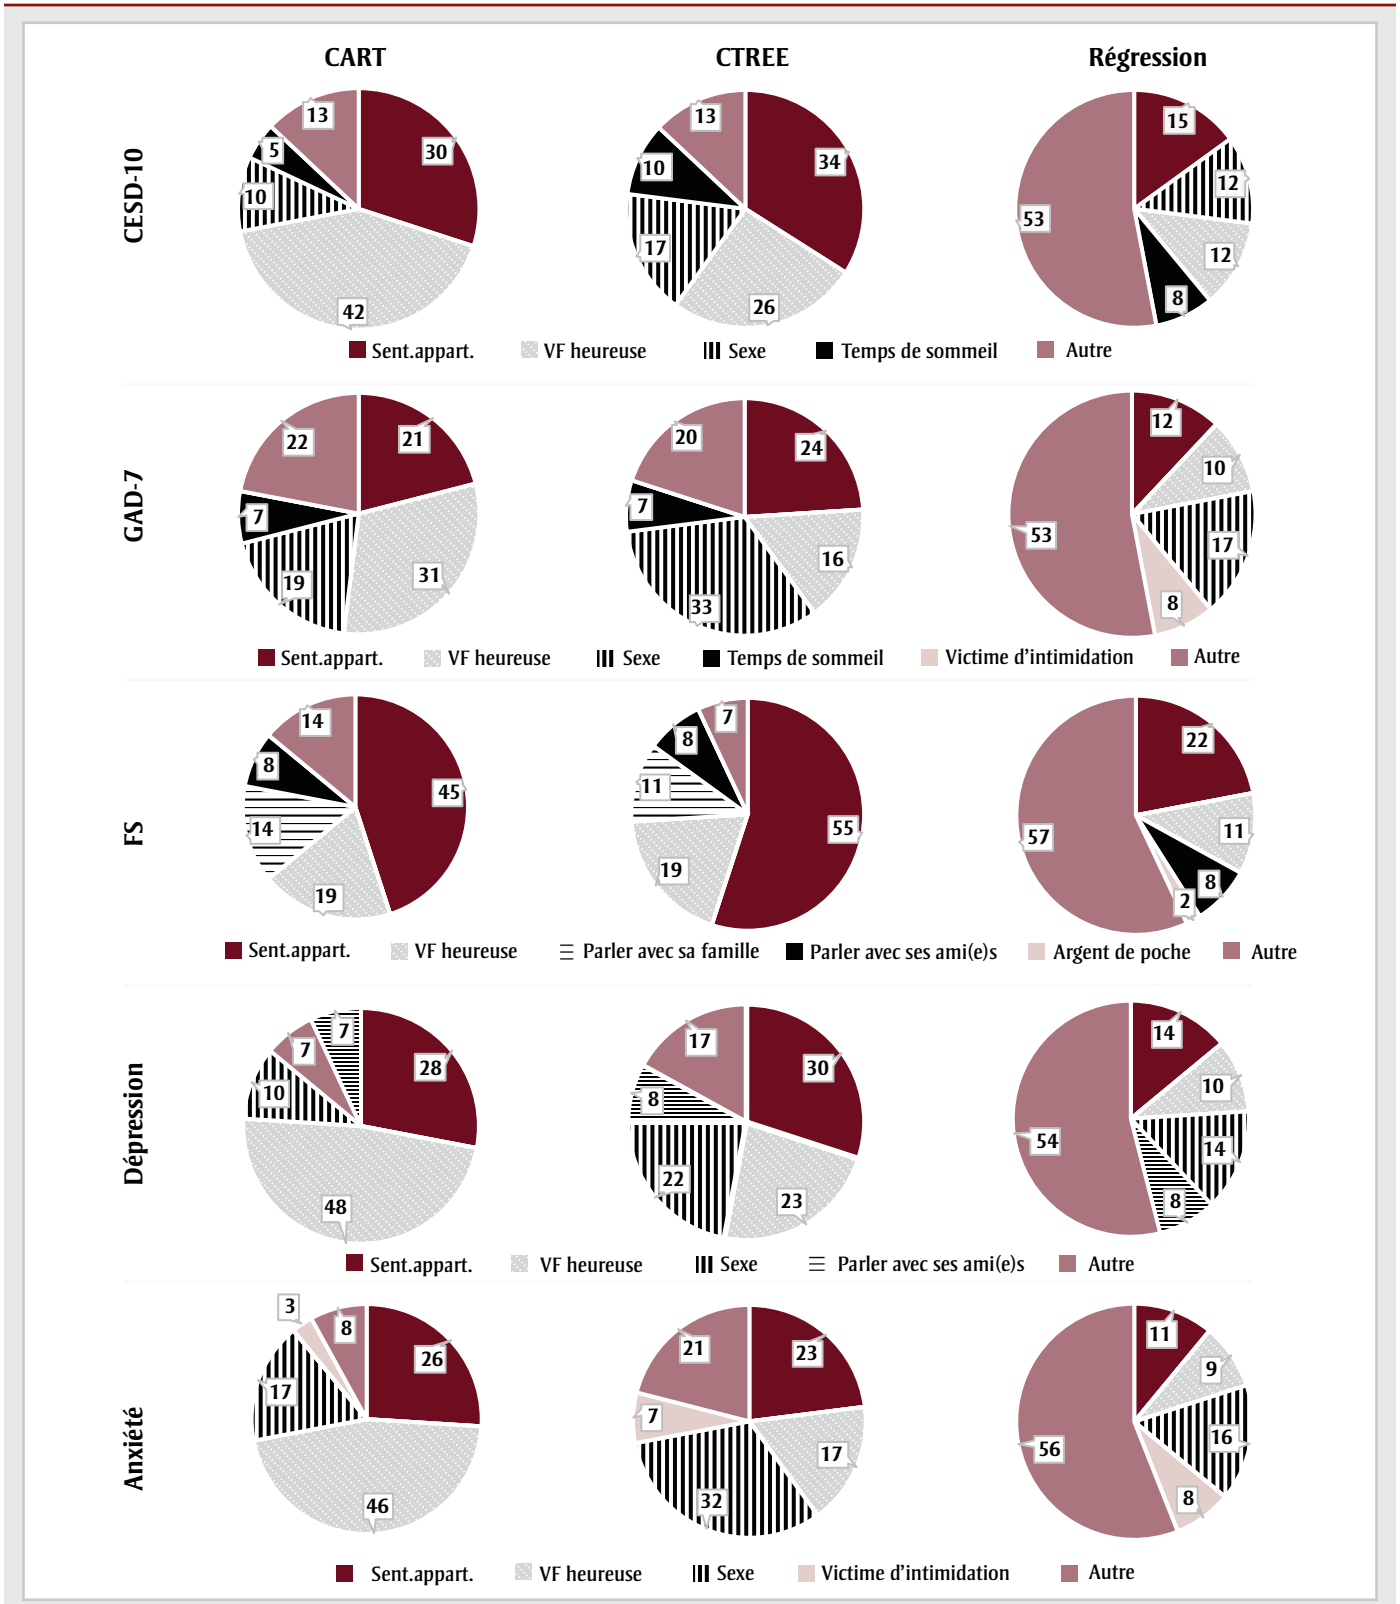 CART CTREE Régression
CESD-10
13 30 5 10 42
13 34 10 17 26
15 12 53 12 8
Sent.appart. VF heureuse Sexe Temps de sommeil Autre
GAD-7
22 21 7 19 31
20 24 7 16 33
12 10 53 17 8
Sent.appart. VF heureuse Sexe Temps de sommeil Victime d'intimidation Autre
FS
14 8 45 14 19
7 8 11 55 19
22 57 11 8 2
Sent.appart. VF heureuse Parler avec sa famille Parler avec ses ami(e)s Argent de poche Autre
Dépression
7 7 28 10 48
17 30 8 22 23
14 10 54 14 8
Sent.appart. VF heureuse Sexe Parler avec ses ami(e)s Autre
Anxiété
3 8 26 17 46
21 23 7 17 32
11 9 16 56 8
Sent.appart. VF heureuse Sexe Victime d'intimidation Autre